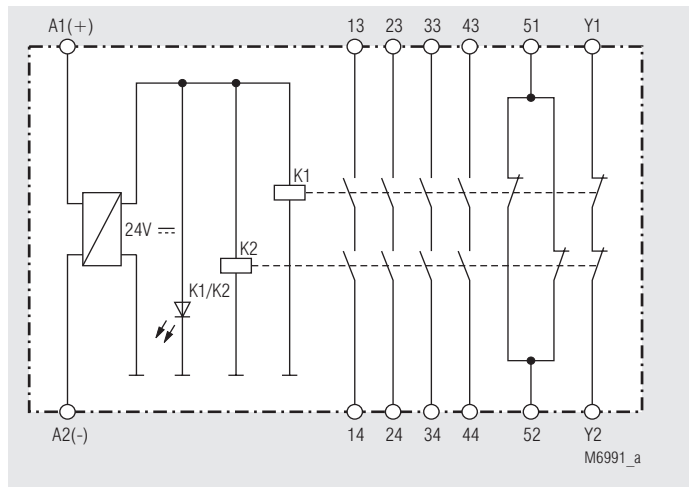 A1(+) 13 23 33 43 51 Y1
K1
24V ⎓
K2
K1/K2
A2(-) 14 24 34 44 52 Y2
M6991_a